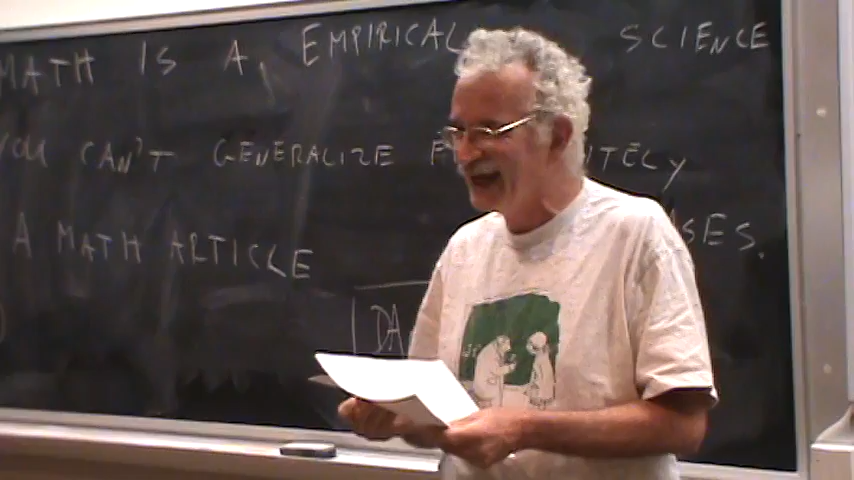 MATH IS A EMPIRICAL SCIENCE
YOU CAN'T GENERALIZE
A MATH ARTICLE